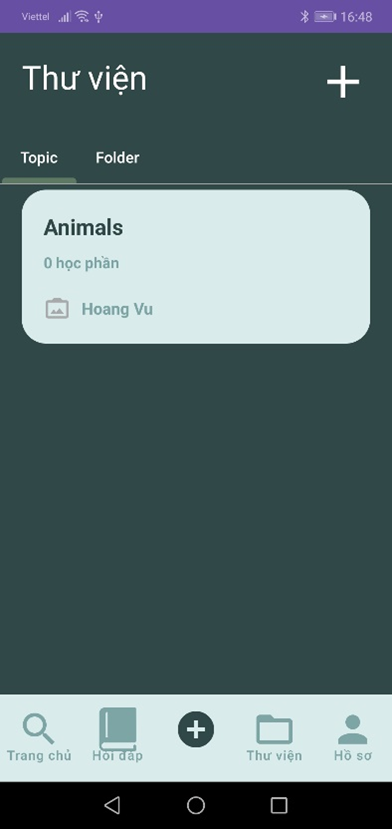 Viettel 16:48
Thư viện
Topic Folder
Animals
0 học phần
Hoang Vu
Trang chủ Hỏi đáp Thư viện Hồ sơ